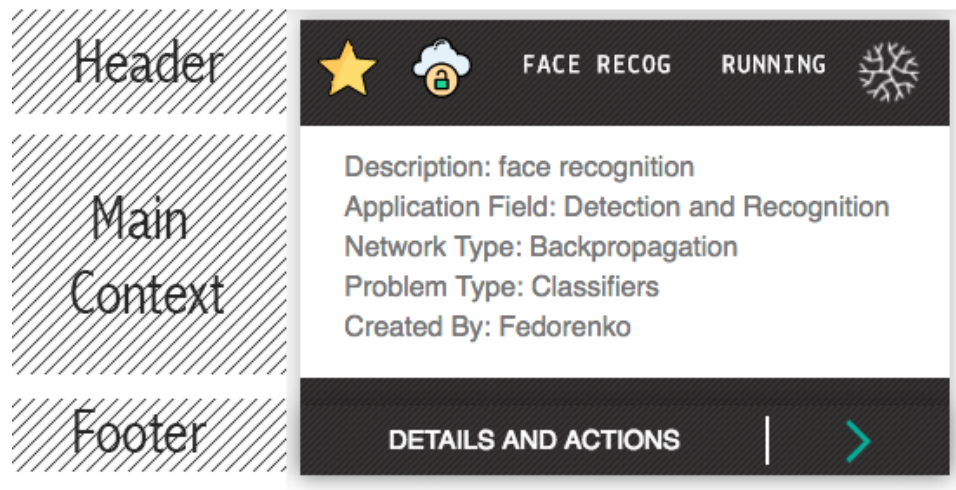 Header
FACE RECOG RUNNING
Main
Context
Description: face recognition
Application Field: Detection and Recognition
Network Type: Backpropagation
Problem Type: Classifiers
Created By: Fedorenko
Footer
DETAILS AND ACTIONS